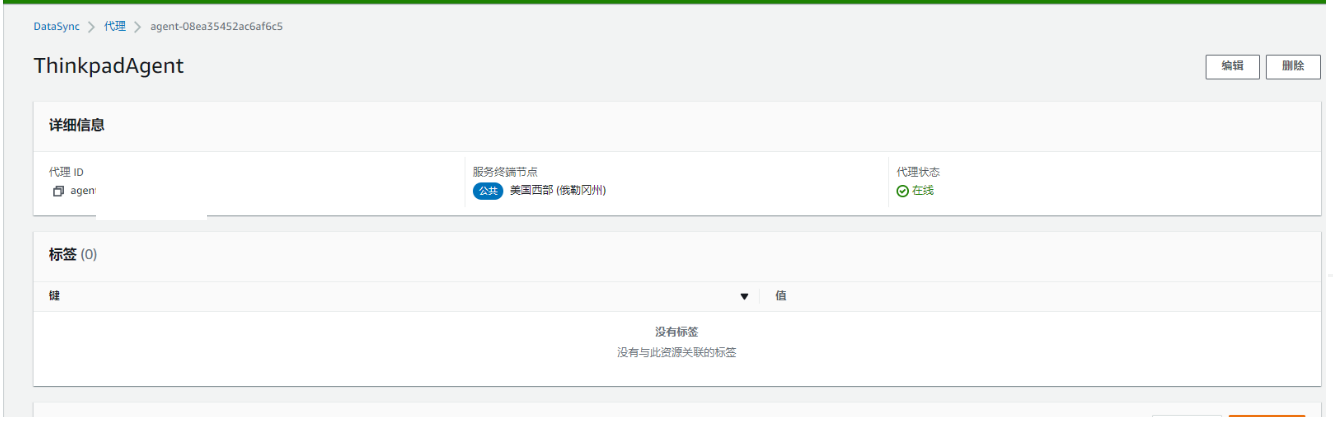 DataSync > 代理 > agent-08ea35452ac6af6c5
ThinkpadAgent
编辑 删除
详细信息
代理 ID 服务终端节点 代理状态
agen 公共 美国西部 (俄勒冈州) 在线
标签 (0)
键 值
没有标签
没有与此资源关联的标签